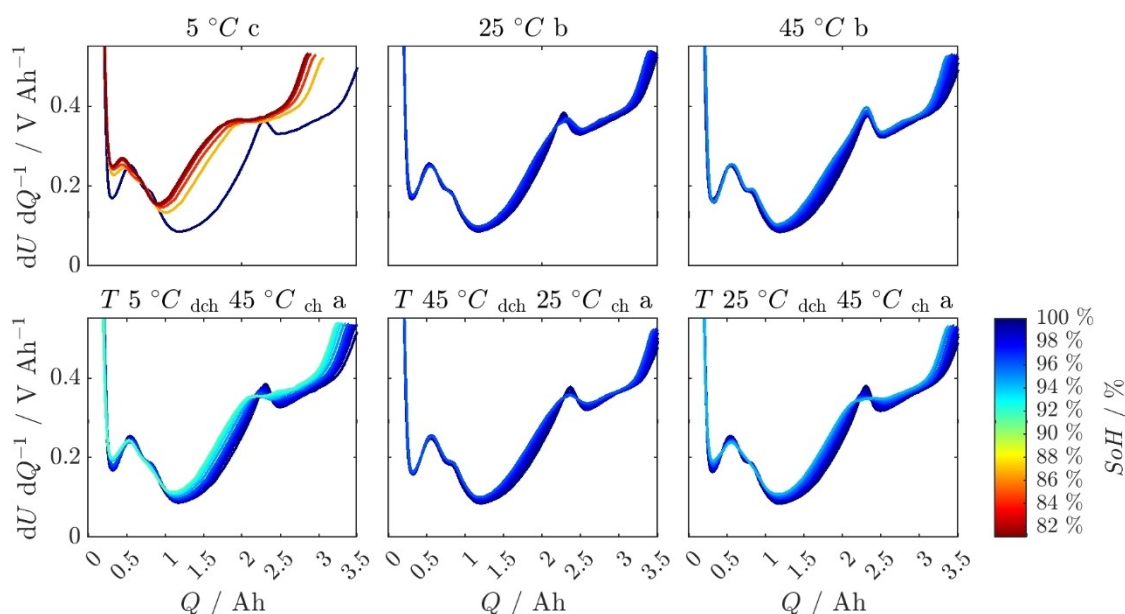 5 °C c
25 °C b
45 °C b
dU dQ⁻¹ / V Ah⁻¹
0.4
0.2
0
T 5 °C dch 45 °C ch a
T 45 °C dch 25 °C ch a
T 25 °C dch 45 °C ch a
dU dQ⁻¹ / V Ah⁻¹
0.4
0.2
0
0 0.5 1 1.5 2 2.5 3 3.5
0 0.5 1 1.5 2 2.5 3 3.5
0 0.5 1 1.5 2 2.5 3 3.5
Q / Ah
Q / Ah
Q / Ah
100 %
98 %
96 %
94 %
92 %
90 %
88 %
86 %
84 %
82 %
SoH / %